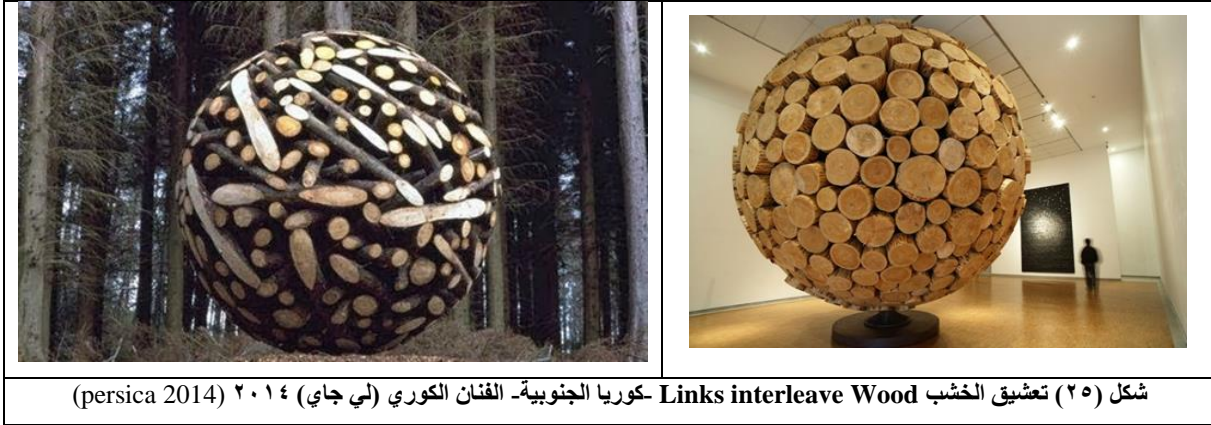 شكل (٢٥) تعشيق الخشب Links interleave Wood -كوريا الجنوبية- الفنان الكوري (لي جاي) ٢٠١٤ (persica 2014)